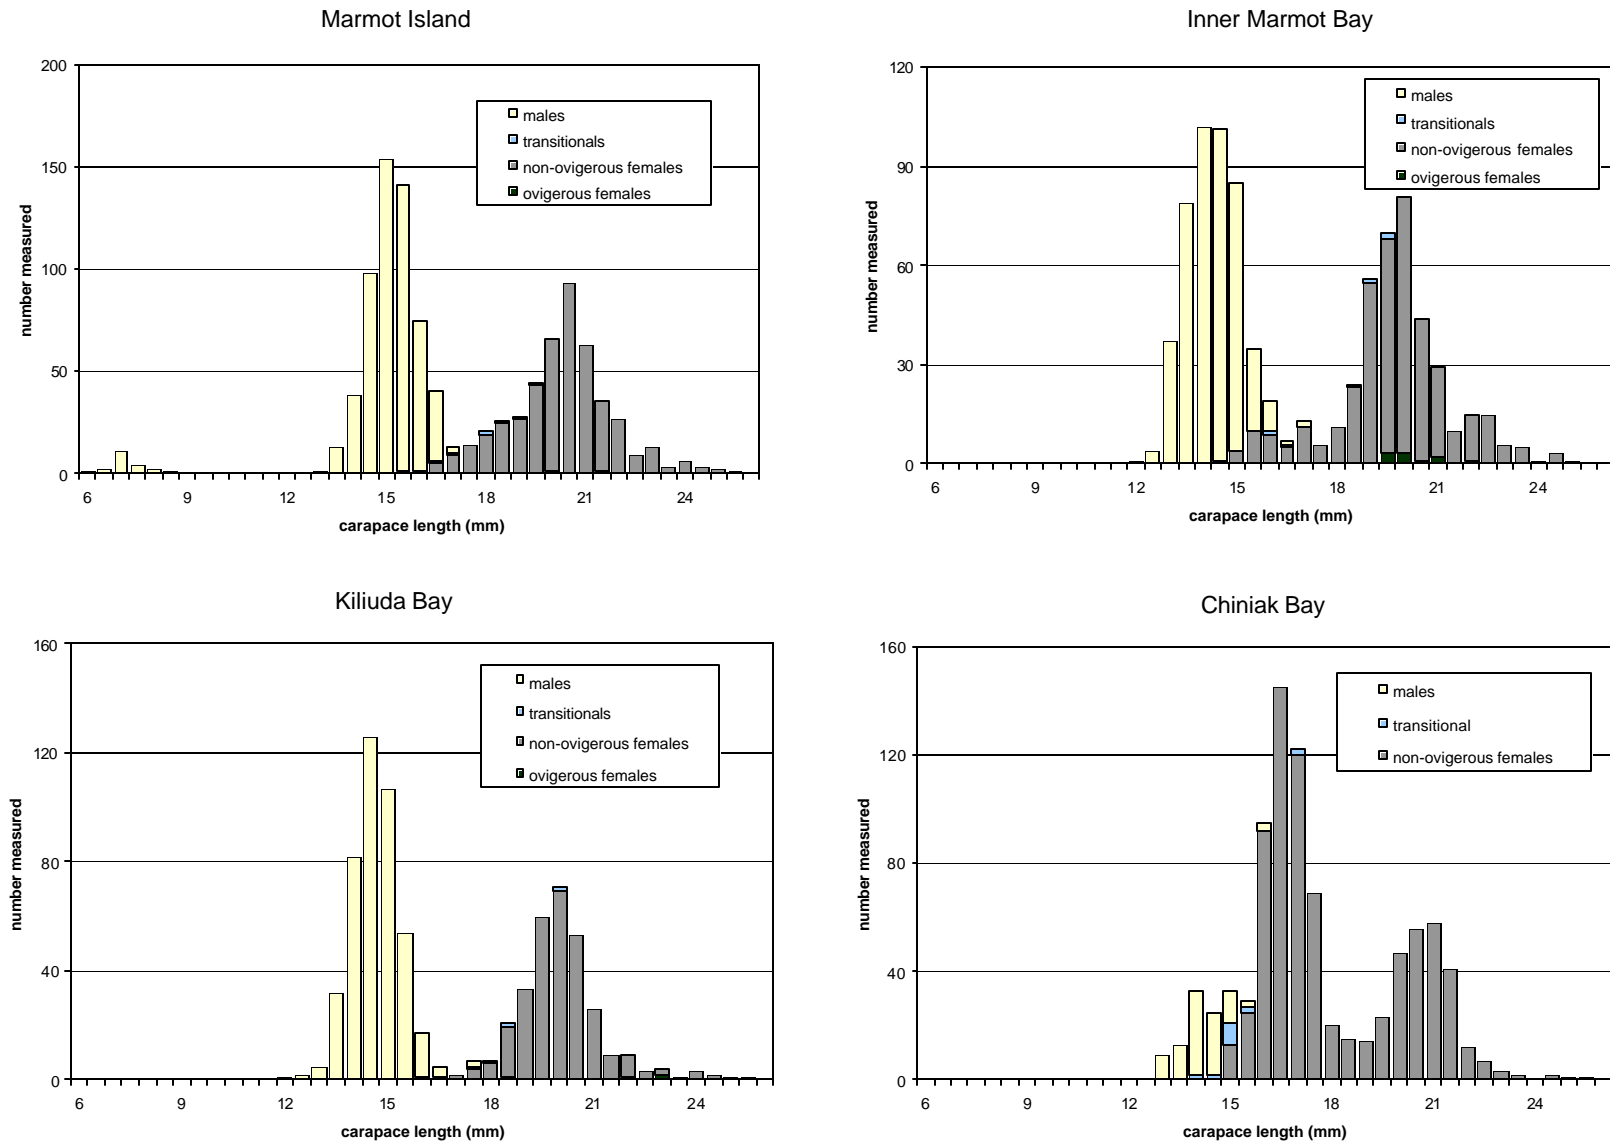 Marmot Island
200
150
100
50
0
number measured
males
transitionals
non-ovigerous females
ovigerous females
6 9 12 15 18 21 24
carapace length (mm)
Inner Marmot Bay
120
90
60
30
0
number measured
males
transitionals
non-ovigerous females
ovigerous females
6 9 12 15 18 21 24
carapace length (mm)
Kiliuda Bay
160
120
80
40
0
number measured
males
transitionals
non-ovigerous females
ovigerous females
6 9 12 15 18 21 24
carapace length (mm)
Chiniak Bay
160
120
80
40
0
number measured
males
transitional
non-ovigerous females
6 9 12 15 18 21 24
carapace length (mm)